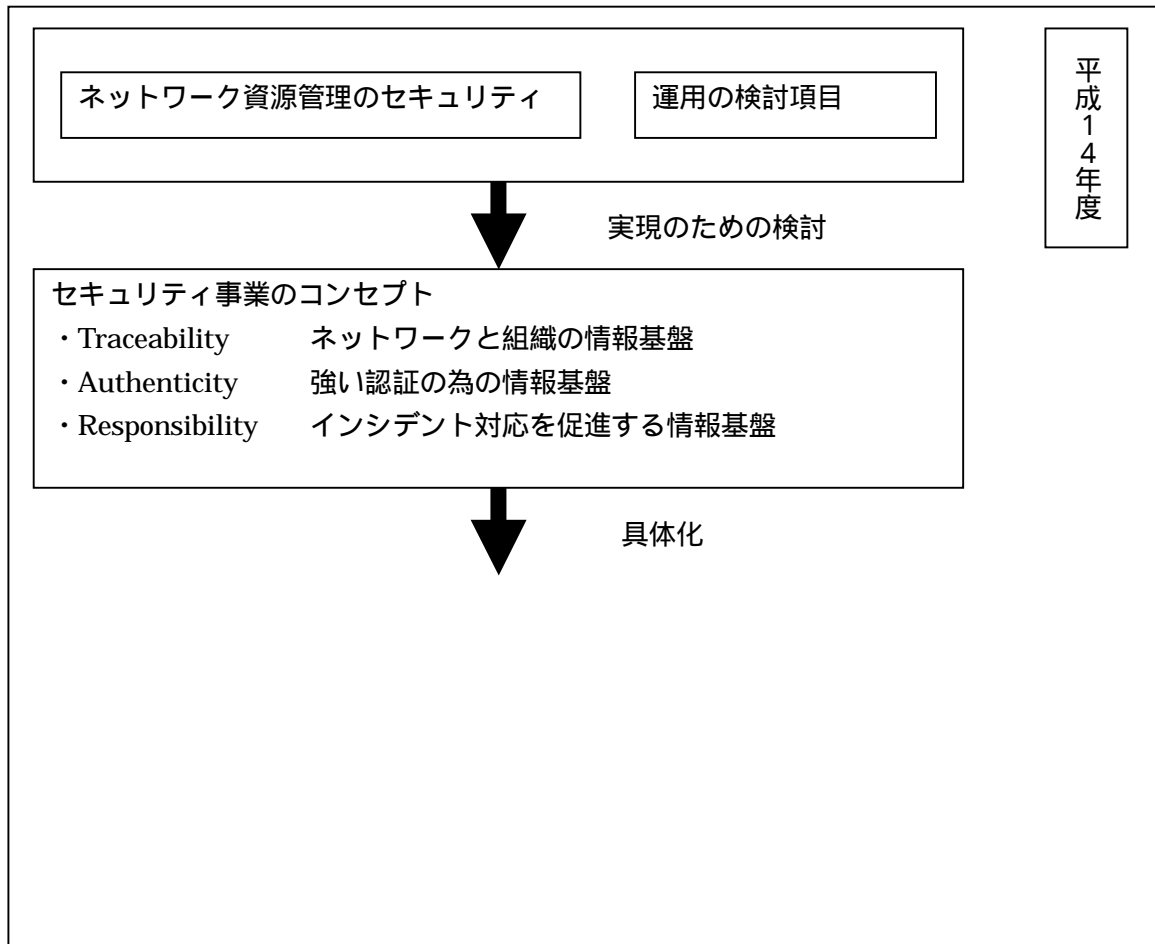 ネットワーク資源管理のセキュリティ
運用の検討項目
平成14年度
実現のための検討
セキュリティ事業のコンセプト
・Traceability ネットワークと組織の情報基盤
・Authenticity 強い認証の為の情報基盤
・Responsibility インシデント対応を促進する情報基盤
具体化